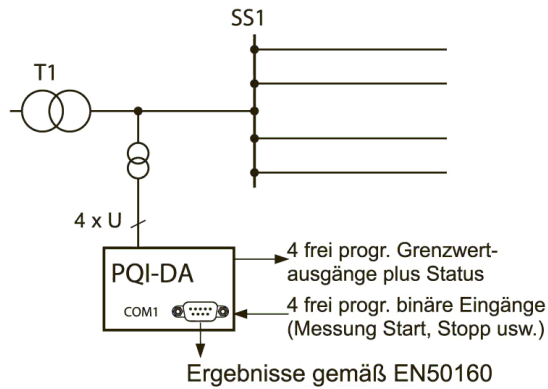 SS1
T1
4 x U
PQI-DA
COM1
4 frei progr. Grenzwert-
ausgänge plus Status
4 frei progr. binäre Eingänge
(Messung Start, Stopp usw.)
Ergebnisse gemäß EN50160